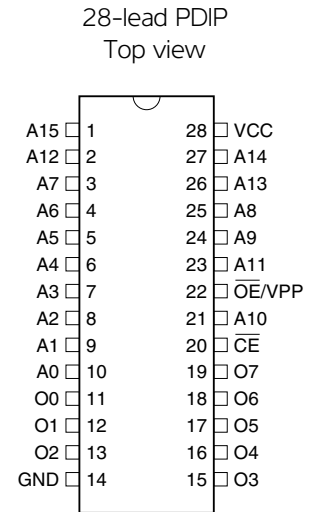 28-lead PDIP
Top view
A15 1 28 VCC
A12 2 27 A14
A7 3 26 A13
A6 4 25 A8
A5 5 24 A9
A4 6 23 A11
A3 7 22 O̅E̅/VPP
A2 8 21 A10
A1 9 20 C̅E̅
A0 10 19 O7
O0 11 18 O6
O1 12 17 O5
O2 13 16 O4
GND 14 15 O3